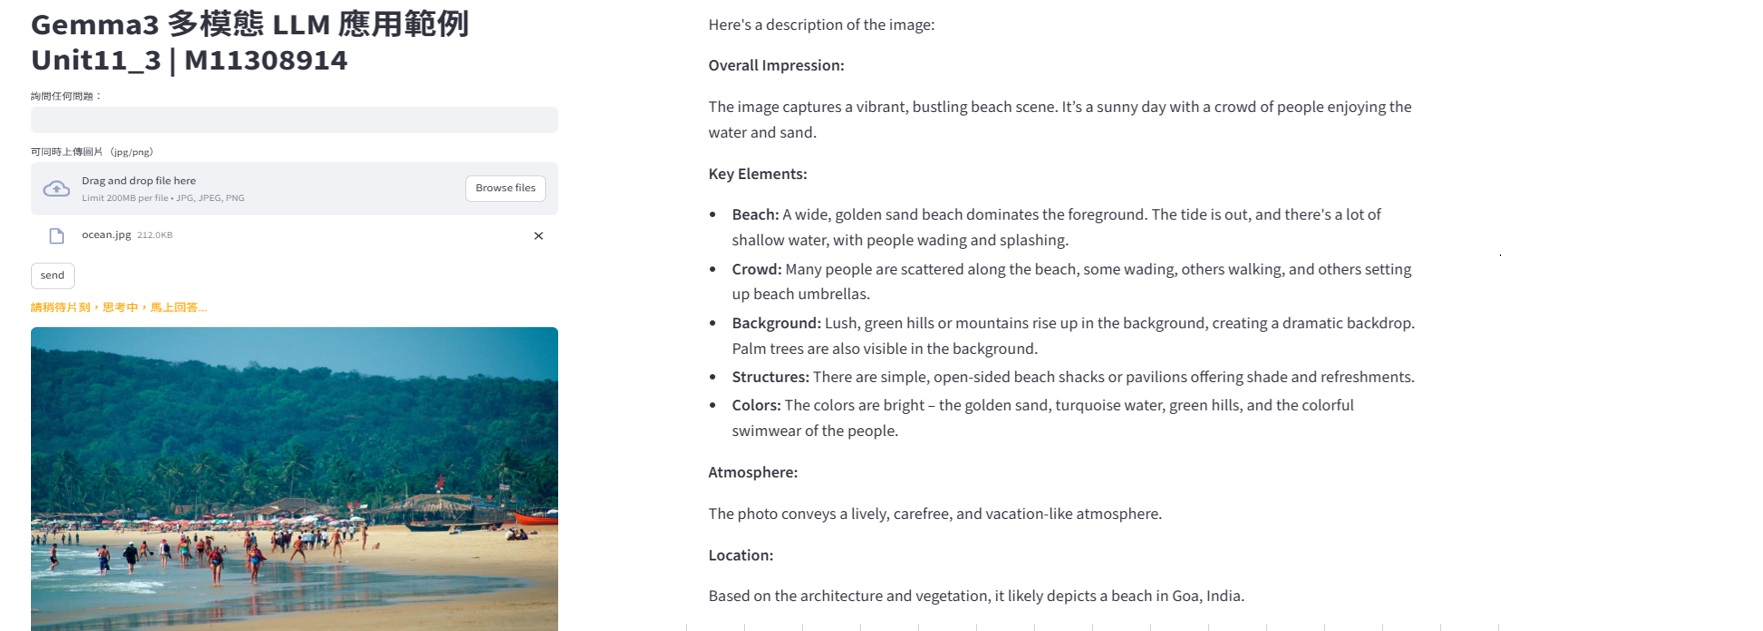 Gemma3 多模態 LLM 應用範例
Unit11_3 | M11308914
詢問任何問題：
可同時上傳圖片（jpg/png）
Drag and drop file here
Limit 200MB per file • JPG, JPEG, PNG
Browse files
ocean.jpg 212.0KB
send
請稍待片刻，思考中，馬上回答...
Here's a description of the image:
Overall Impression:
The image captures a vibrant, bustling beach scene. It’s a sunny day with a crowd of people enjoying the
water and sand.
Key Elements:
• Beach: A wide, golden sand beach dominates the foreground. The tide is out, and there's a lot of
shallow water, with people wading and splashing.
• Crowd: Many people are scattered along the beach, some wading, others walking, and others setting
up beach umbrellas.
• Background: Lush, green hills or mountains rise up in the background, creating a dramatic backdrop.
Palm trees are also visible in the background.
• Structures: There are simple, open-sided beach shacks or pavilions offering shade and refreshments.
• Colors: The colors are bright – the golden sand, turquoise water, green hills, and the colorful
swimwear of the people.
Atmosphere:
The photo conveys a lively, carefree, and vacation-like atmosphere.
Location:
Based on the architecture and vegetation, it likely depicts a beach in Goa, India.